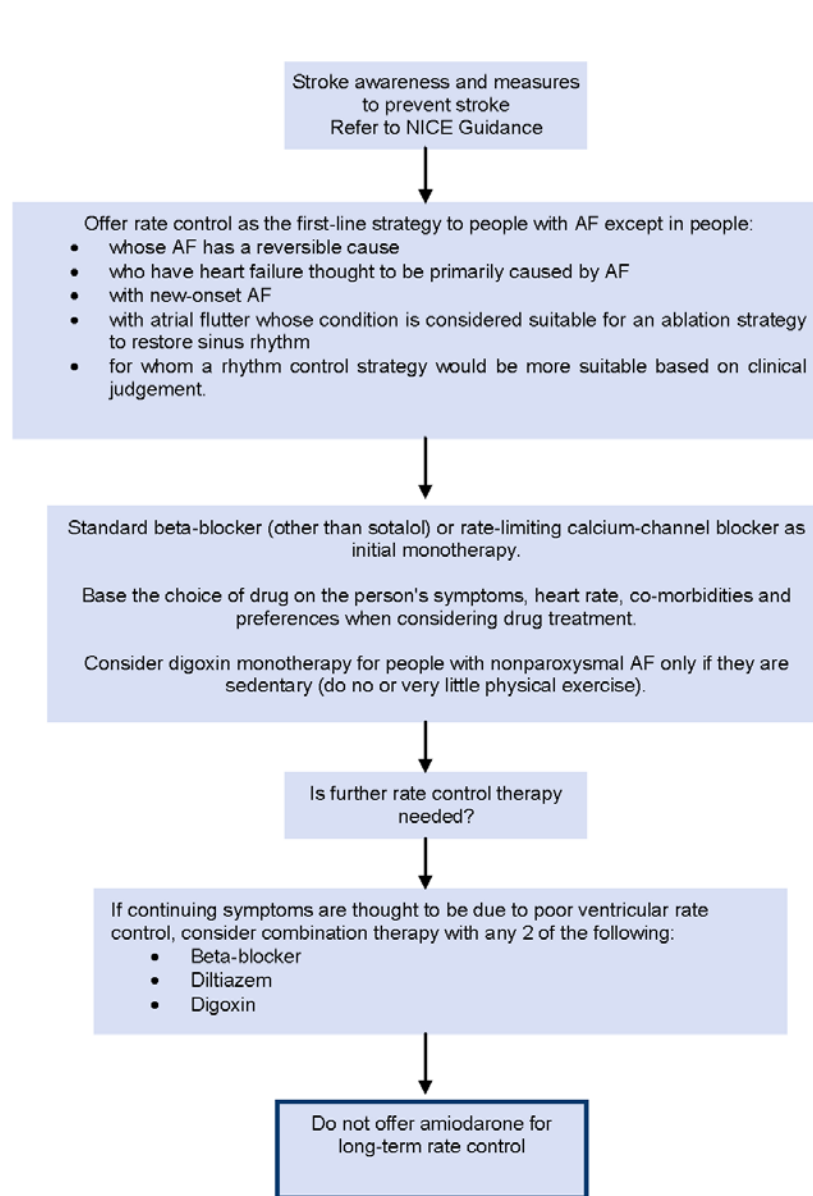 Stroke awareness and measures
to prevent stroke
Refer to NICE Guidance
Offer rate control as the first-line strategy to people with AF except in people:
• whose AF has a reversible cause
• who have heart failure thought to be primarily caused by AF
• with new-onset AF
• with atrial flutter whose condition is considered suitable for an ablation strategy
to restore sinus rhythm
• for whom a rhythm control strategy would be more suitable based on clinical
judgement.
Standard beta-blocker (other than sotalol) or rate-limiting calcium-channel blocker as
initial monotherapy.
Base the choice of drug on the person's symptoms, heart rate, co-morbidities and
preferences when considering drug treatment.
Consider digoxin monotherapy for people with nonparoxysmal AF only if they are
sedentary (do no or very little physical exercise).
Is further rate control therapy
needed?
If continuing symptoms are thought to be due to poor ventricular rate
control, consider combination therapy with any 2 of the following:
• Beta-blocker
• Diltiazem
• Digoxin
Do not offer amiodarone for
long-term rate control